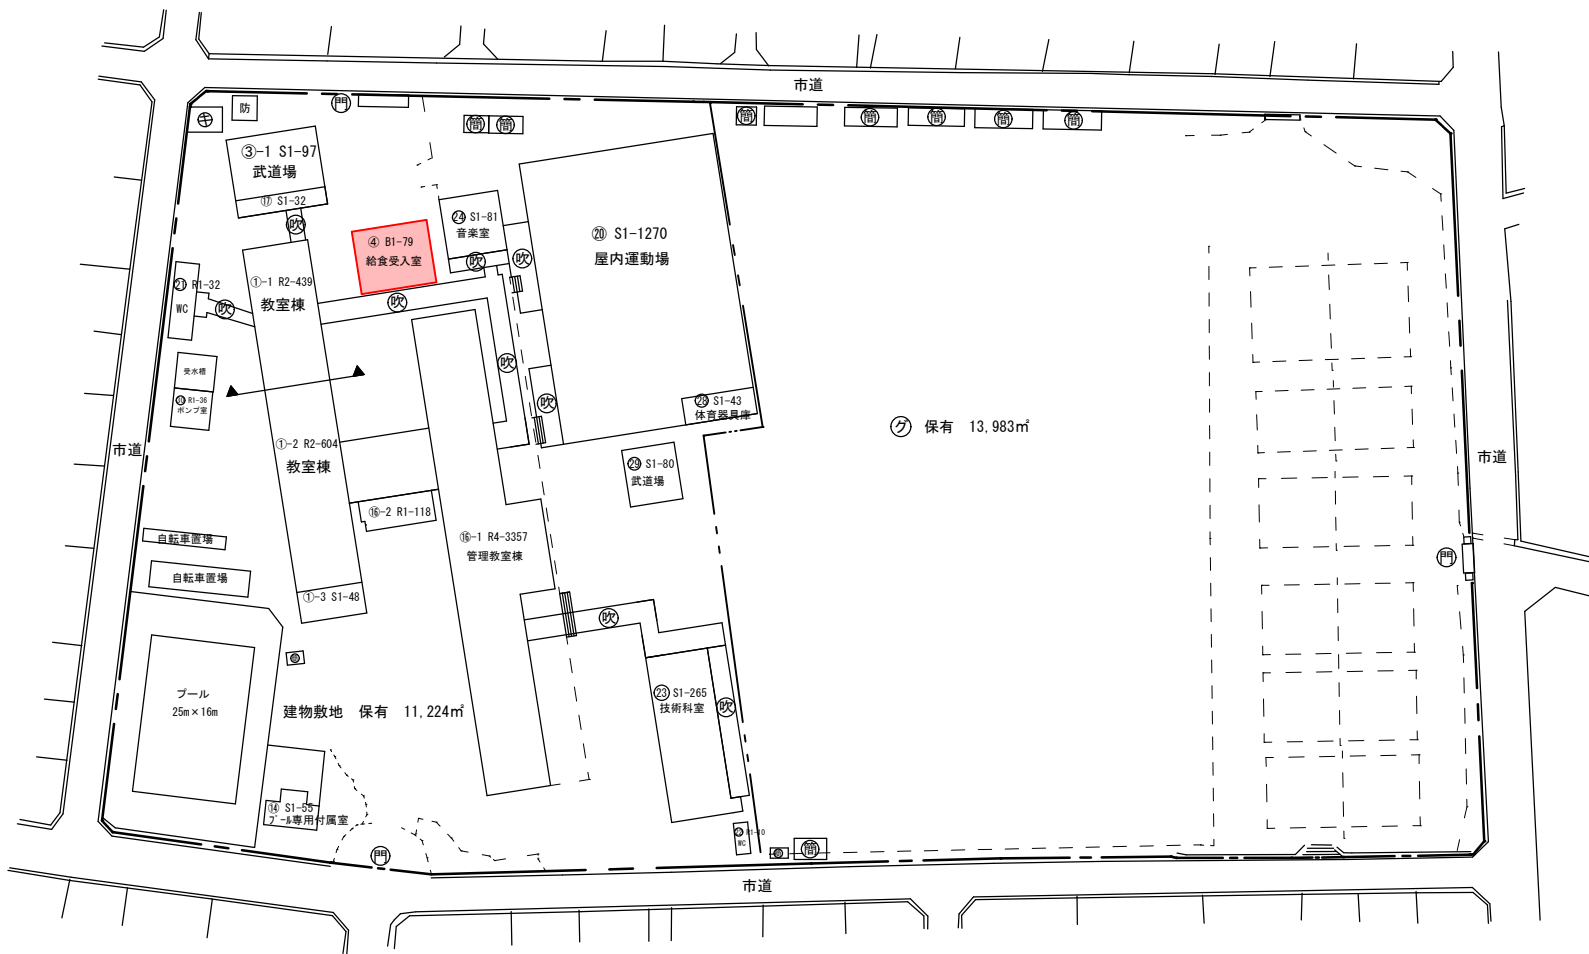 市道
防
門
キ
簡
簡
簡
簡
簡
簡
簡
③-1 S1-97
武道場
⑰ S1-32
吹
④ B1-79
給食受入室
㉔ S1-81
音楽室
吹
吹
⑳ S1-1270
屋内運動場
㉑ R1-32
WC
吹
①-1 R2-439
教室棟
吹
受水槽
㉚ R1-36
ポンプ室
吹
吹
㉘ S1-43
体育器具庫
グ 保有 13,983㎡
市道
市道
①-2 R2-604
教室棟
㉙ S1-80
武道場
⑯-2 R1-118
⑯-1 R4-3357
管理教室棟
自転車置場
自転車置場
門
①-3 S1-48
吹
プール
25m×16m
建物敷地 保有 11,224㎡
㉓ S1-265
技術科室
吹
⑭ S1-55
プール専用付属室
㉒ R1-10
WC
簡
門
市道